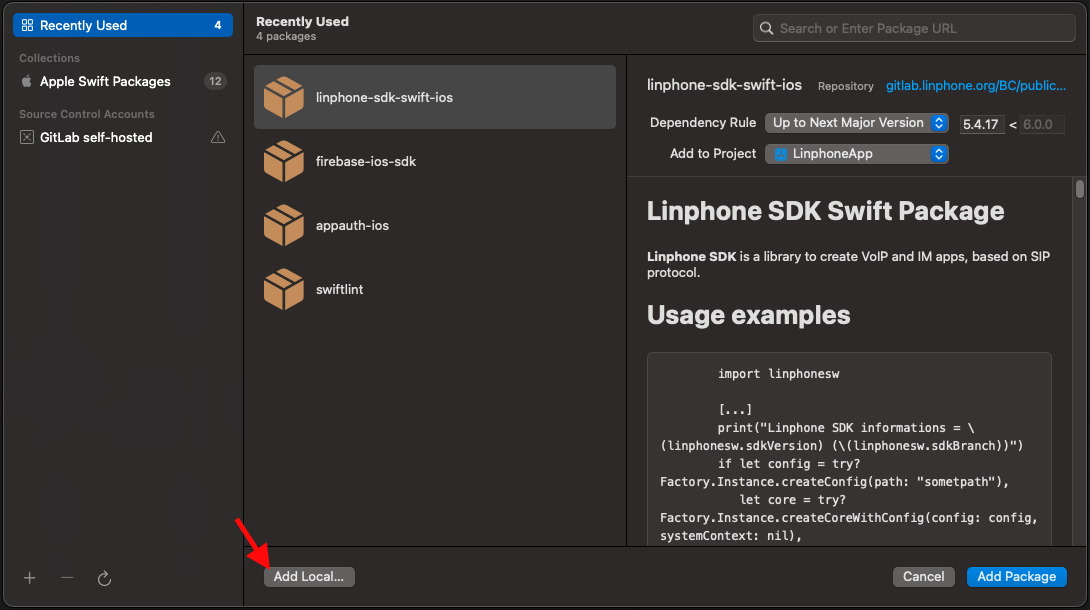 Recently Used 4
Collections
Apple Swift Packages 12
Source Control Accounts
GitLab self-hosted
Recently Used
4 packages
Search or Enter Package URL
linphone-sdk-swift-ios
firebase-ios-sdk
appauth-ios
swiftlint
linphone-sdk-swift-ios Repository gitlab.linphone.org/BC/public...
Dependency Rule Up to Next Major Version 5.4.17 < 6.0.0
Add to Project LinphoneApp
Linphone SDK Swift Package
Linphone SDK is a library to create VoIP and IM apps, based on SIP
protocol.
Usage examples
import linphonesw
[...]
print("Linphone SDK informations = \
(linphonesw.sdkVersion) (\(linphonesw.sdkBranch))")
if let config = try?
Factory.Instance.createConfig(path: "sometpath"),
let core = try?
Factory.Instance.createCoreWithConfig(config: config,
systemContext: nil),
Add Local...
Cancel
Add Package